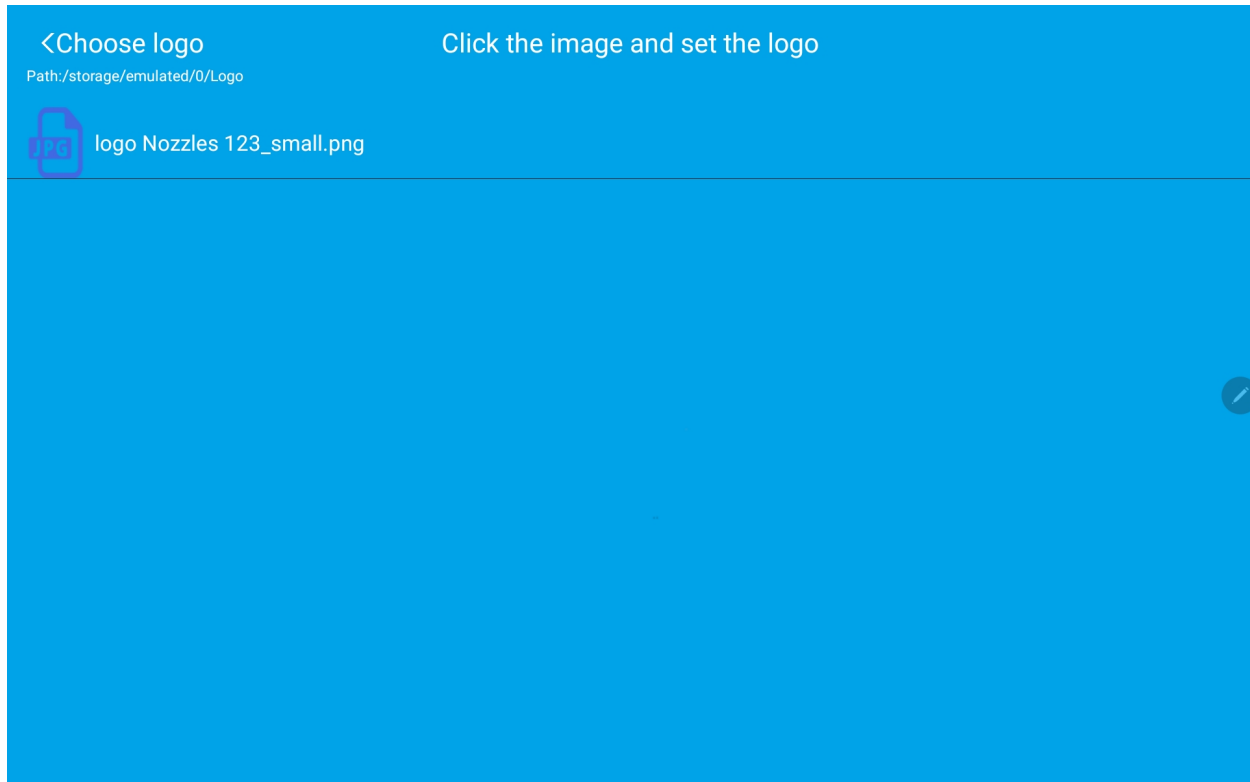 <Choose logo
Click the image and set the logo
Path:/storage/emulated/0/Logo
JPG
logo Nozzles 123_small.png